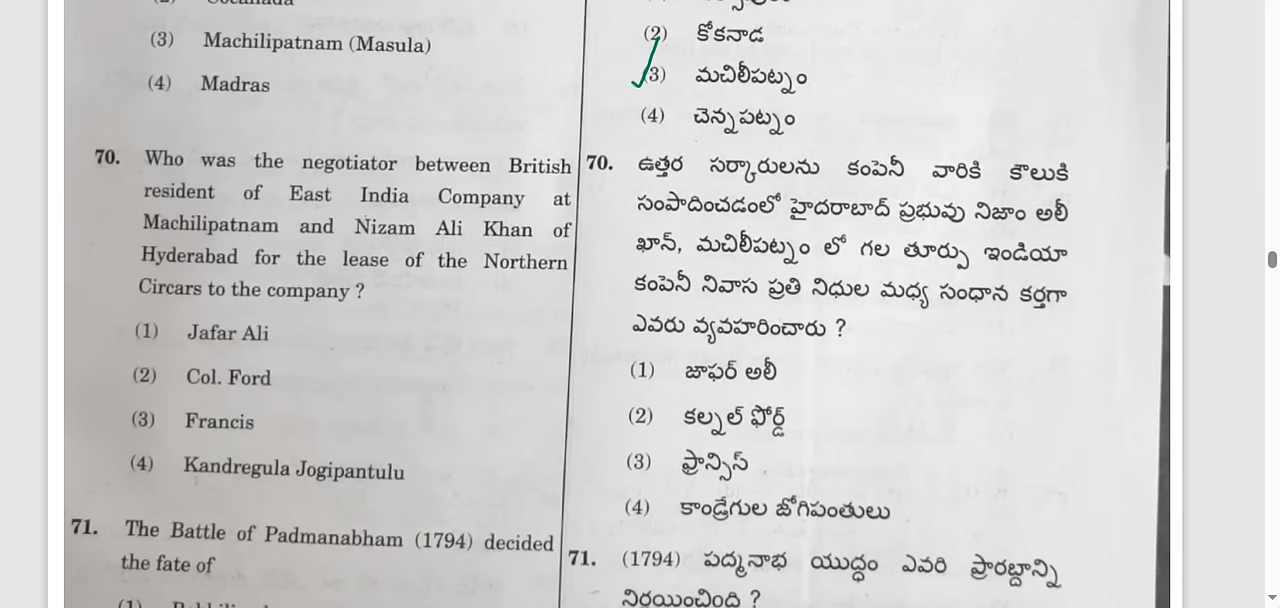 (3) Machilipatnam (Masula)
(4) Madras
70. Who was the negotiator between British
resident of East India Company at
Machilipatnam and Nizam Ali Khan of
Hyderabad for the lease of the Northern
Circars to the company ?
(1) Jafar Ali
(2) Col. Ford
(3) Francis
(4) Kandregula Jogipantulu
71. The Battle of Padmanabham (1794) decided
the fate of
(2) కోకనాడ
(3) మచిలీపట్నం
(4) చెన్నపట్నం
70. ఉత్తర సర్కారులను కంపెనీ వారికి కౌలుకి
సంపాదించడంలో హైదరాబాద్ ప్రభువు నిజాం అలీ
ఖాన్, మచిలీపట్నం లో గల తూర్పు ఇండియా
కంపెనీ నివాస ప్రతి నిధుల మధ్య సంధాన కర్తగా
ఎవరు వ్యవహరించారు ?
(1) జాఫర్ అలీ
(2) కల్నల్ ఫోర్డ్
(3) ఫ్రాన్సిస్
(4) కాండ్రేగుల జోగిపంతులు
71. (1794) పద్మనాభ యుద్ధం ఎవరి ప్రారబ్దాన్ని
నిర్ణయించింది ?